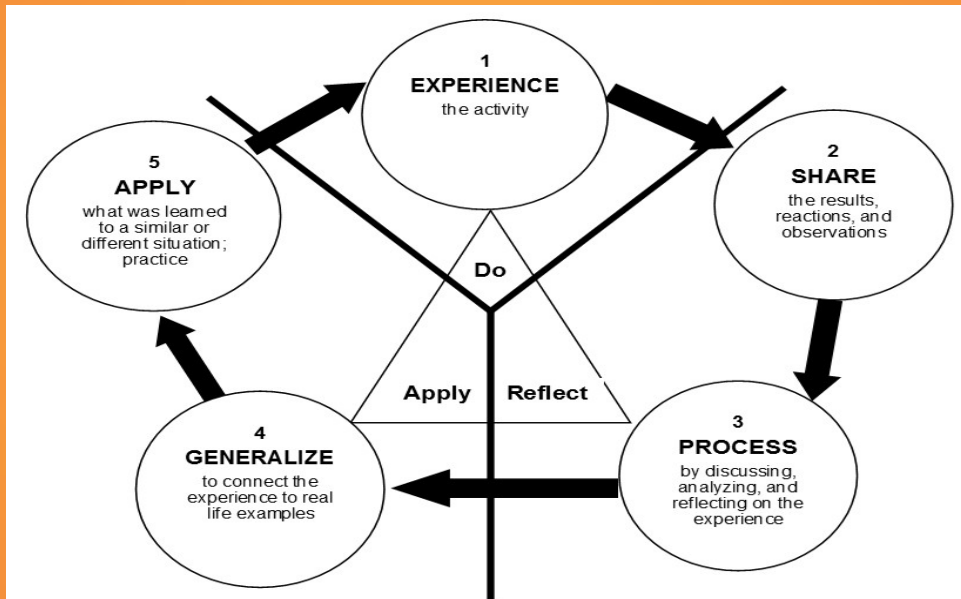 1
EXPERIENCE
the activity
2
SHARE
the results,
reactions, and
observations
3
PROCESS
by discussing,
analyzing, and
reflecting on the
experience
4
GENERALIZE
to connect the
experience to real
life examples
5
APPLY
what was learned
to a similar or
different situation;
practice
Do
Apply
Reflect